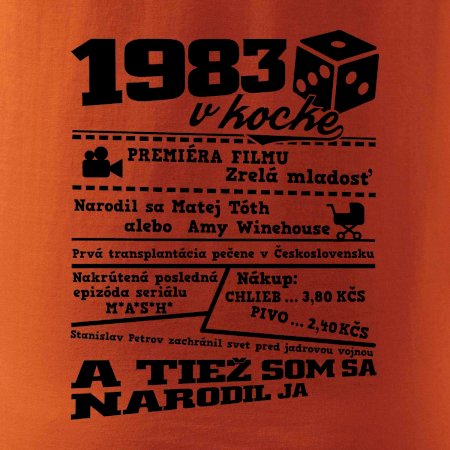 1983
v kocke
PREMIÉRA FILMU
Zrelá mladosť
Narodil sa Matej Tóth
alebo Amy Winehouse
Prvá transplantácia pečene v Československu
Nakrútená posledná
epizóda seriálu
M*A*S*H*
Nákup:
CHLIEB ... 3,80 KČS
PIVO ... 2,40 KČS
Stanislav Petrov zachránil svet pred jadrovou vojnou
A TIEŽ SOM SA
NARODIL JA